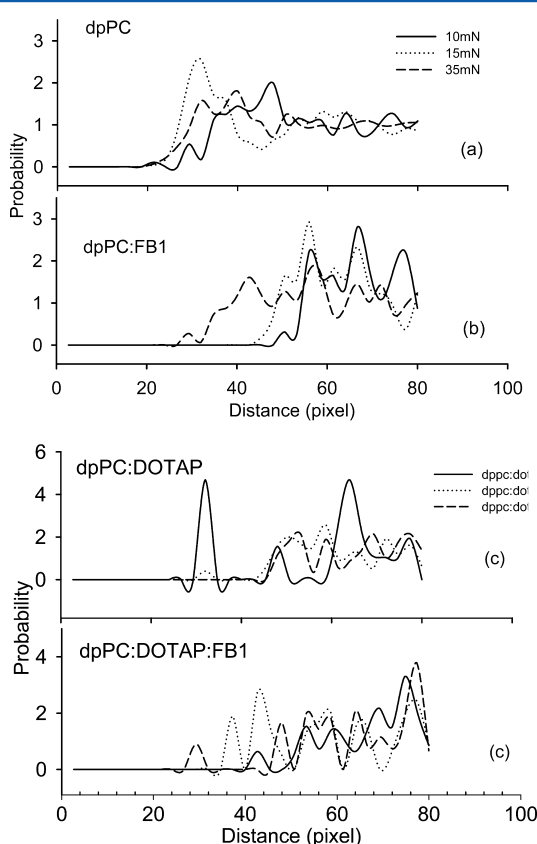 dpPC
10mN
15mN
35mN
3
2
1
0
(a)
Probability
dpPC:FB1
3
2
1
0
(b)
0 20 40 60 80 100
Distance (pixel)
dpPC:DOTAP
6
4
2
0
dppc:dot
dppc:dot
dppc:dot
(c)
Probability
dpPC:DOTAP:FB1
4
2
0
(c)
0 20 40 60 80 100
Distance (pixel)